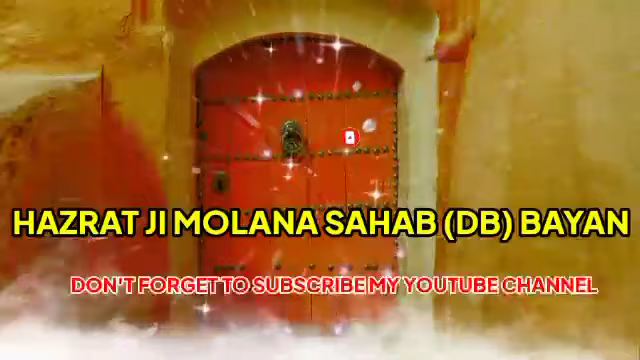 HAZRAT JI MOLANA SAHAB (DB) BAYAN
DON'T FORGET TO SUBSCRIBE MY YOUTUBE CHANNEL